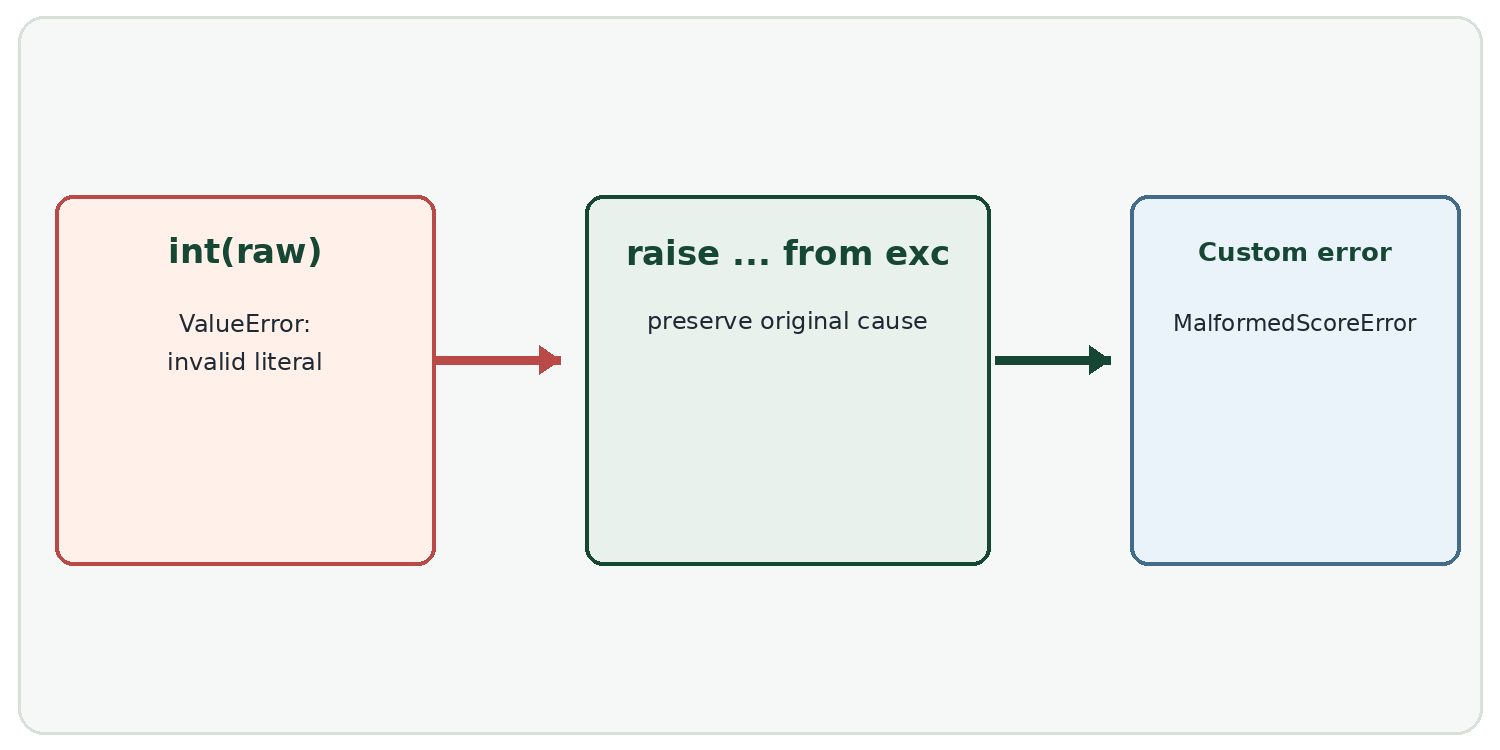 int(raw)
ValueError:
invalid literal
raise ... from exc
preserve original cause
Custom error
MalformedScoreError